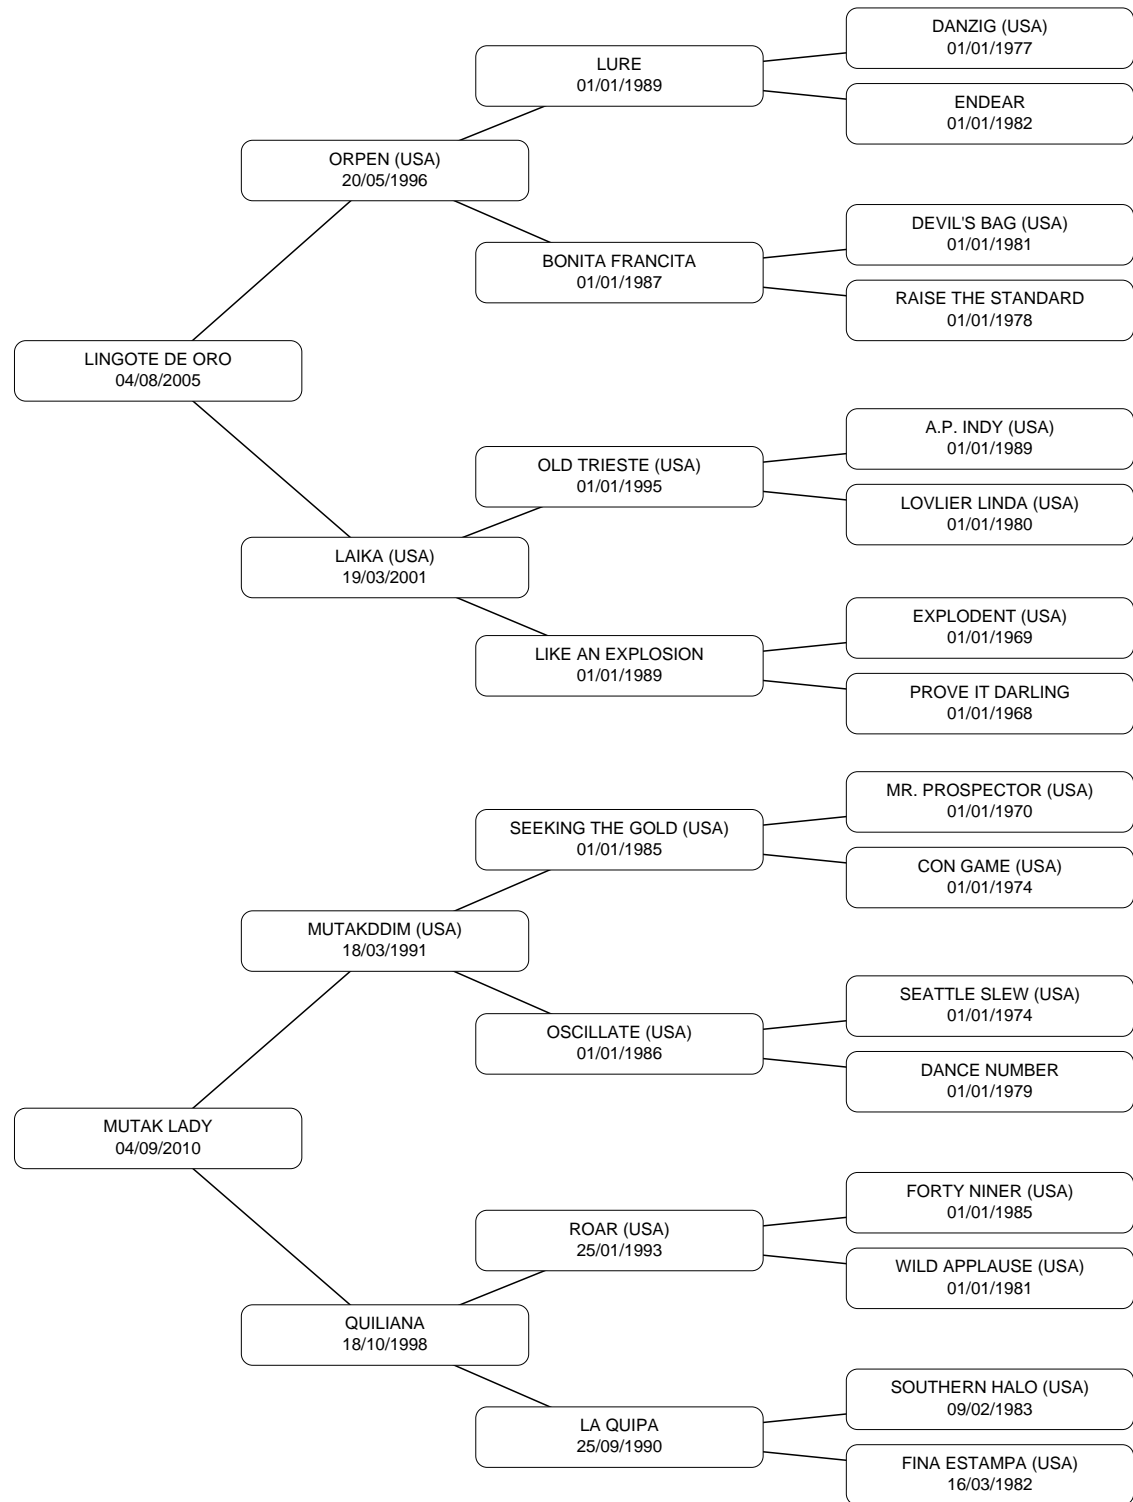 DANZIG (USA)
01/01/1977
LURE
01/01/1989
ENDEAR
01/01/1982
ORPEN (USA)
20/05/1996
DEVIL'S BAG (USA)
01/01/1981
BONITA FRANCITA
01/01/1987
RAISE THE STANDARD
01/01/1978
LINGOTE DE ORO
04/08/2005
A.P. INDY (USA)
01/01/1989
OLD TRIESTE (USA)
01/01/1995
LOVLIER LINDA (USA)
01/01/1980
LAIKA (USA)
19/03/2001
EXPLODENT (USA)
01/01/1969
LIKE AN EXPLOSION
01/01/1989
PROVE IT DARLING
01/01/1968
MR. PROSPECTOR (USA)
01/01/1970
SEEKING THE GOLD (USA)
01/01/1985
CON GAME (USA)
01/01/1974
MUTAKDDIM (USA)
18/03/1991
SEATTLE SLEW (USA)
01/01/1974
OSCILLATE (USA)
01/01/1986
DANCE NUMBER
01/01/1979
MUTAK LADY
04/09/2010
FORTY NINER (USA)
01/01/1985
ROAR (USA)
25/01/1993
WILD APPLAUSE (USA)
01/01/1981
QUILIANA
18/10/1998
SOUTHERN HALO (USA)
09/02/1983
LA QUIPA
25/09/1990
FINA ESTAMPA (USA)
16/03/1982